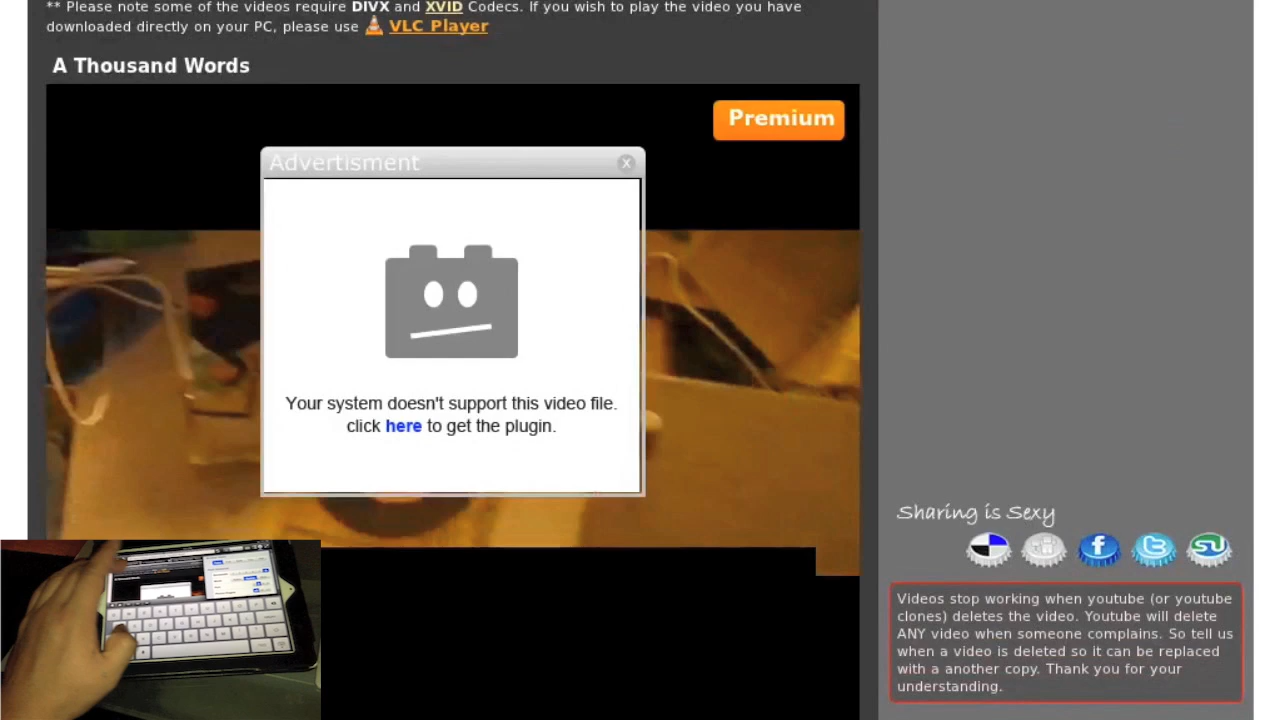 ** Please note some of the videos require DIVX and XVID Codecs. If you wish to play the video you have
downloaded directly on your PC, please use VLC Player
A Thousand Words
Premium
Advertisment
X
Your system doesn't support this video file.
click here to get the plugin.
Sharing is Sexy
f
t
SU
Videos stop working when youtube (or youtube
clones) deletes the video. Youtube will delete
ANY video when someone complains. So tell us
when a video is deleted so it can be replaced
with a another copy. Thank you for your
understanding.